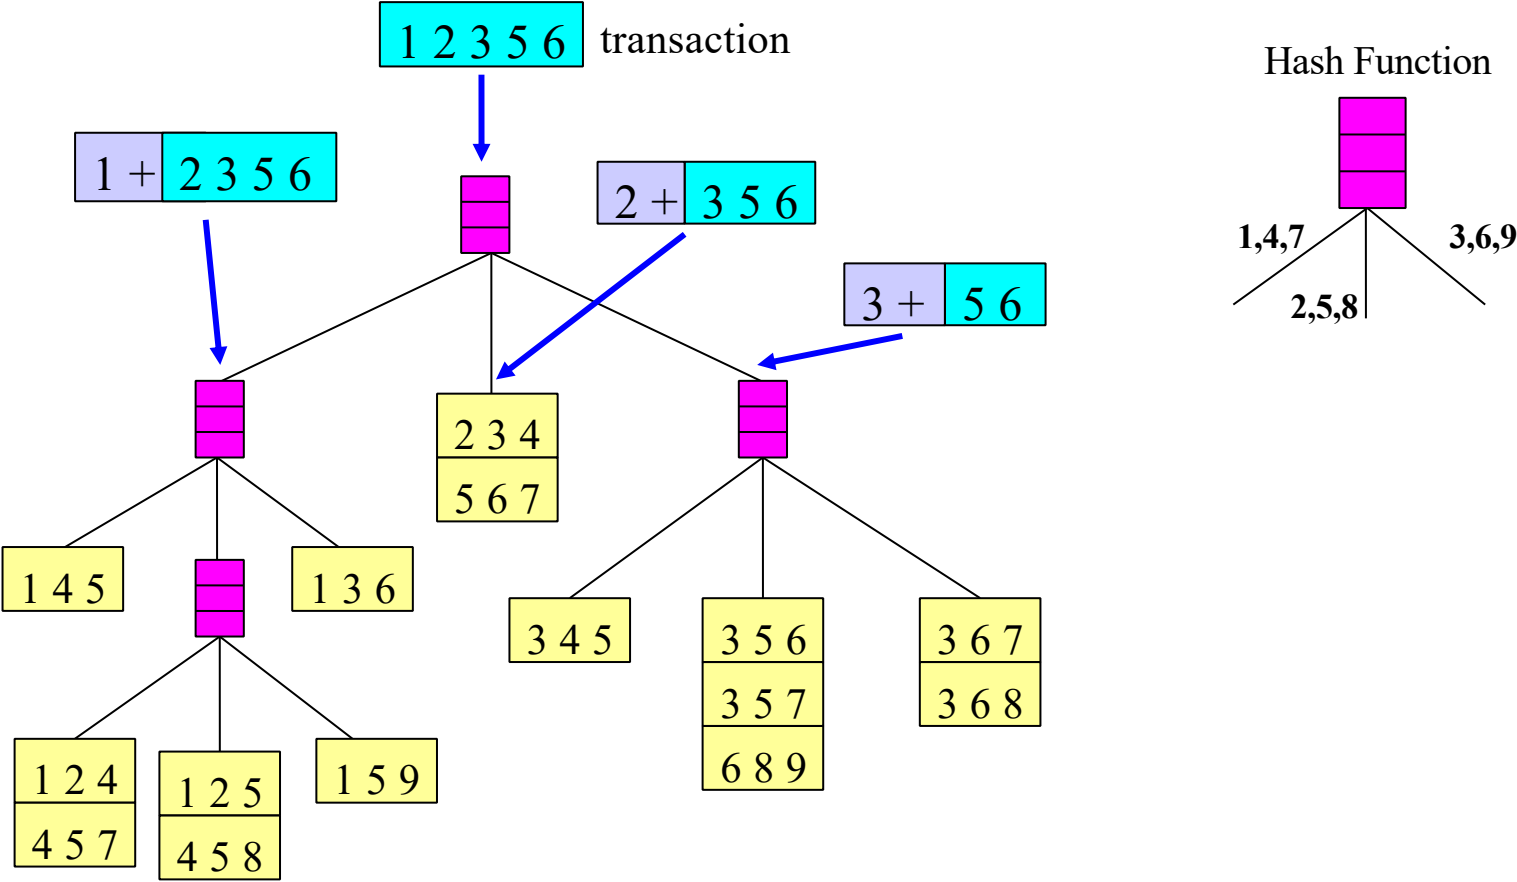 1 2 3 5 6 transaction
Hash Function
1 + 2 3 5 6
2 + 3 5 6
1,4,7
3,6,9
3 + 5 6
2,5,8
2 3 4
5 6 7
1 4 5
1 3 6
3 4 5
3 5 6
3 6 7
3 5 7
3 6 8
6 8 9
1 2 4
1 2 5
1 5 9
4 5 7
4 5 8